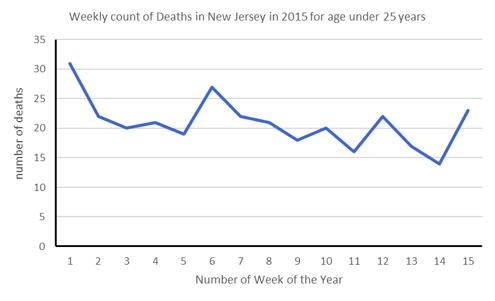 Weekly count of Deaths in New Jersey in 2015 for age under 25 years
number of deaths
35
30
25
20
15
10
5
0
1 2 3 4 5 6 7 8 9 10 11 12 13 14 15
Number of Week of the Year